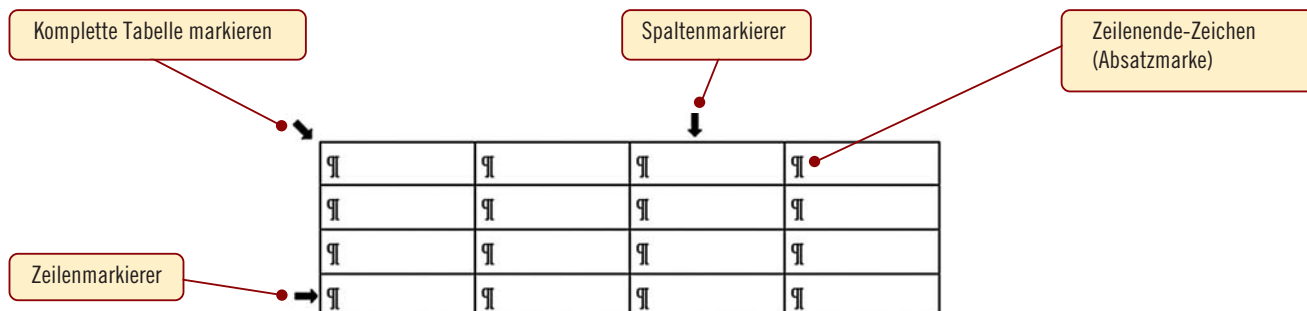 Komplette Tabelle markieren
Spaltenmarkierer
Zeilenende-Zeichen
(Absatzmarke)
¶ ¶ ¶ ¶
¶ ¶ ¶ ¶
¶ ¶ ¶ ¶
Zeilenmarkierer
¶ ¶ ¶ ¶